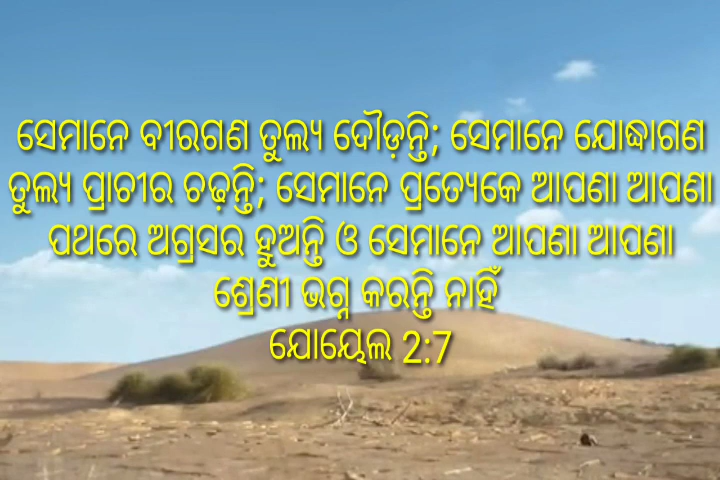 ସେମାନେ ବୀରଗଣ ତୁଲ୍ୟ ଦୌଡ଼ନ୍ତି; ସେମାନେ ଯୋଦ୍ଧାଗଣ
ତୁଲ୍ୟ ପ୍ରାଚୀର ଚଢ଼ନ୍ତି; ସେମାନେ ପ୍ରତ୍ୟେକେ ଆପଣା ଆପଣା
ପଥରେ ଅଗ୍ରସର ହୁଅନ୍ତି ଓ ସେମାନେ ଆପଣା ଆପଣା
ଶ୍ରେଣୀ ଭଗ୍ନ କରନ୍ତି ନାହିଁ
ଯୋୟେଲ 2:7